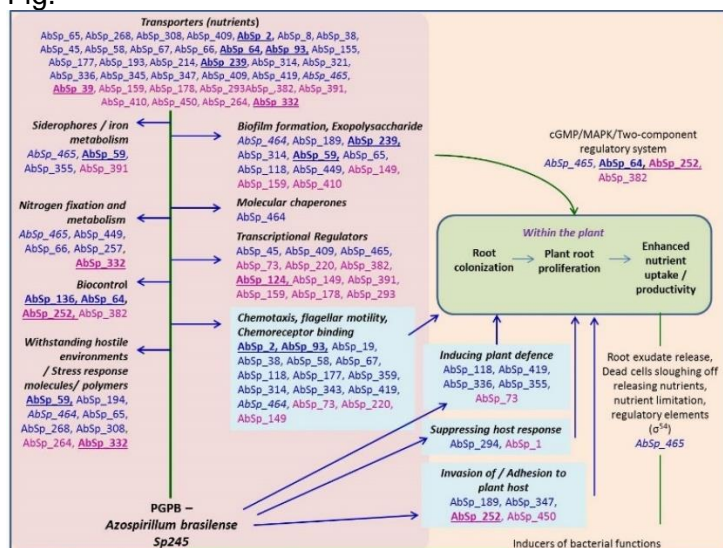 Fig.
Transporters (nutrients)
AbSp_65, AbSp_268, AbSp_308, AbSp_409, AbSp_2, AbSp_8, AbSp_38,
AbSp_45, AbSp_58, AbSp_67, AbSp_66, AbSp_64, AbSp_93, AbSp_155,
AbSp_177, AbSp_193, AbSp_214, AbSp_239, AbSp_314, AbSp_321,
AbSp_336, AbSp_345, AbSp_347, AbSp_409, AbSp_419, AbSp_465,
AbSp_39, AbSp_159, AbSp_178, AbSp_293AbSp_,382, AbSp_391,
AbSp_410, AbSp_450, AbSp_264, AbSp_332
Siderophores / iron
metabolism
AbSp_465, AbSp_59,
AbSp_355, AbSp_391
Nitrogen fixation and
metabolism
AbSp_465, AbSp_449,
AbSp_66, AbSp_257,
AbSp_332
Biocontrol
AbSp_136, AbSp_64,
AbSp_252, AbSp_382
Withstanding hostile
environments
/ Stress response
molecules/ polymers
AbSp_59, AbSp_194,
AbSp_464, AbSp_65,
AbSp_268, AbSp_308,
AbSp_264, AbSp_332
Biofilm formation, Exopolysaccharide
AbSp_464, AbSp_189, AbSp_239,
AbSp_314, AbSp_59, AbSp_65,
AbSp_118, AbSp_449, AbSp_149,
AbSp_159, AbSp_410
Molecular chaperones
AbSp_464
Transcriptional Regulators
AbSp_45, AbSp_409, AbSp_465,
AbSp_73, AbSp_220, AbSp_382,
AbSp_124, AbSp_149, AbSp_391,
AbSp_159, AbSp_178, AbSp_293
Chemotaxis, flagellar motility,
Chemoreceptor binding
AbSp_2, AbSp_93, AbSp_19,
AbSp_38, AbSp_58, AbSp_67,
AbSp_118, AbSp_177, AbSp_359,
AbSp_314, AbSp_343, AbSp_419,
AbSp_464, AbSp_73, AbSp_220,
AbSp_149
PGPB –
Azospirillum brasilense
Sp245
cGMP/MAPK/Two-component
regulatory system
AbSp_465, AbSp_64, AbSp_252,
AbSp_382
Within the plant
Root
colonization
Plant root
proliferation
Enhanced
nutrient
uptake /
productivity
Inducing plant defence
AbSp_118, AbSp_419,
AbSp_336, AbSp_355,
AbSp_73
Suppressing host response
AbSp_294, AbSp_1
Invasion of / Adhesion to
plant host
AbSp_189, AbSp_347,
AbSp_252, AbSp_450
Root exudate release,
Dead cells sloughing off
releasing nutrients,
nutrient limitation,
regulatory elements
(σ⁵⁴)
AbSp_465
Inducers of bacterial functions